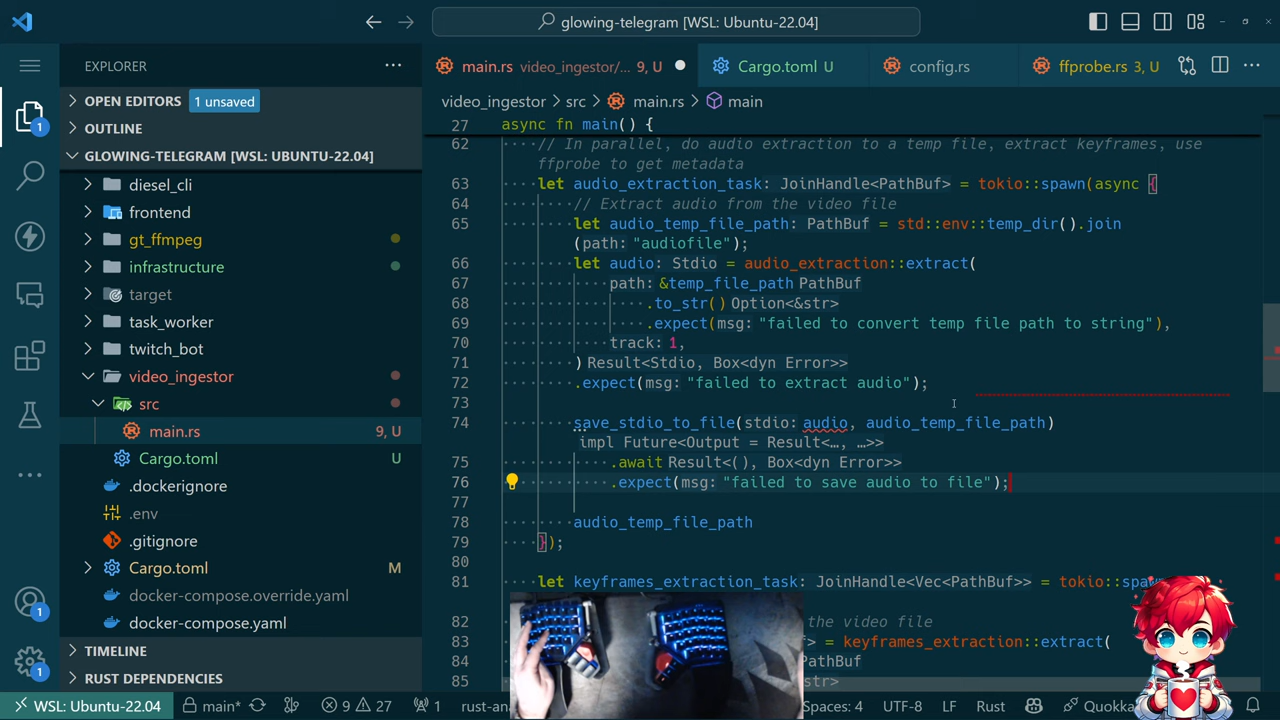 glowing-telegram [WSL: Ubuntu-22.04]
EXPLORER
main.rs video_ingestor/... 9, U
Cargo.toml U
config.rs
ffprobe.rs 3, U
OPEN EDITORS 1 unsaved
OUTLINE
GLOWING-TELEGRAM [WSL: UBUNTU-22.04]
diesel_cli
frontend
gt_ffmpeg
infrastructure
target
task_worker
twitch_bot
video_ingestor
src
main.rs 9, U
Cargo.toml U
.dockerignore
.env
.gitignore
Cargo.toml M
docker-compose.override.yaml
docker-compose.yaml
TIMELINE
RUST DEPENDENCIES
1
1
1
video_ingestor > src > main.rs > main
27 async fn main() {
62 // In parallel, do audio extraction to a temp file, extract keyframes, use
ffprobe to get metadata
63 let audio_extraction_task: JoinHandle<PathBuf> = tokio::spawn(async {
64 // Extract audio from the video file
65 let audio_temp_file_path: PathBuf = std::env::temp_dir().join
(path: "audiofile");
66 let audio: Stdio = audio_extraction::extract(
67 path: &temp_file_path PathBuf
68 .to_str() Option<&str>
69 .expect(msg: "failed to convert temp file path to string"),
70 track: 1,
71 ) Result<Stdio, Box<dyn Error>>
72 .expect(msg: "failed to extract audio");
73
74 save_stdio_to_file(stdio: audio, audio_temp_file_path)
impl Future<Output = Result<…, …>>
75 .await Result<(), Box<dyn Error>>
76 .expect(msg: "failed to save audio to file");
77
78 audio_temp_file_path
79 });
80
81 let keyframes_extraction_task: JoinHandle<Vec<PathBuf>> = tokio::spaw
82 the video file
83 > = keyframes_extraction::extract(
84 PathBuf
85 str>
WSL: Ubuntu-22.04 main* 9 27 1 rust-an Spaces: 4 UTF-8 LF Rust Quokka